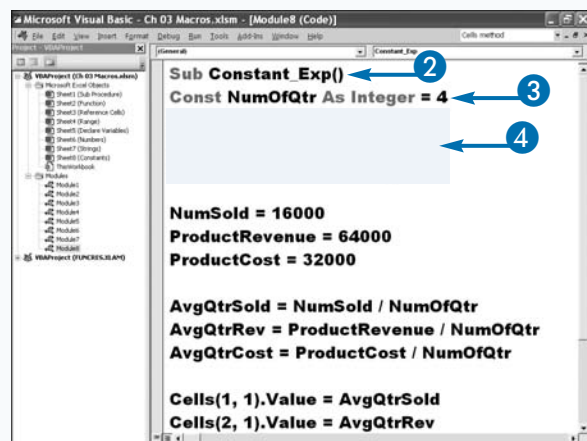 Microsoft Visual Basic - Ch 03 Macros.xlsm - [Module8 (Code)]
File Edit View Insert Format Debug Run Tools Add-Ins Window Help
Cells method
Project - VBAProject
VBAProject (Ch 03 Macros.xlsm)
Microsoft Excel Objects
Sheet1 (Sub Procedure)
Sheet2 (Function)
Sheet3 (Reference Cells)
Sheet4 (Range)
Sheet5 (Declare Variables)
Sheet6 (Numbers)
Sheet7 (Strings)
Sheet8 (Constants)
ThisWorkbook
Modules
Module1
Module2
Module3
Module4
Module5
Module6
Module7
Module8
VBAProject (FUNCRES.XLAM)
(General)
Constant_Exp
Sub Constant_Exp() 2
Const NumOfQtr As Integer = 4 3
4
NumSold = 16000
ProductRevenue = 64000
ProductCost = 32000
AvgQtrSold = NumSold / NumOfQtr
AvgQtrRev = ProductRevenue / NumOfQtr
AvgQtrCost = ProductCost / NumOfQtr
Cells(1, 1).Value = AvgQtrSold
Cells(2, 1).Value = AvgQtrRev